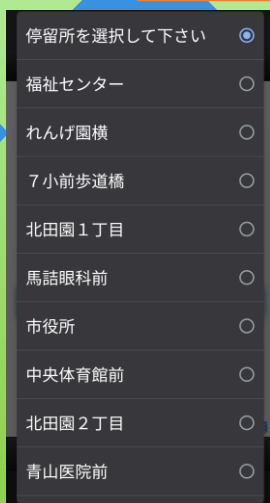 停留所を選択して下さい
福祉センター
れんげ園横
７小前歩道橋
北田園１丁目
馬詰眼科前
市役所
中央体育館前
北田園２丁目
青山医院前